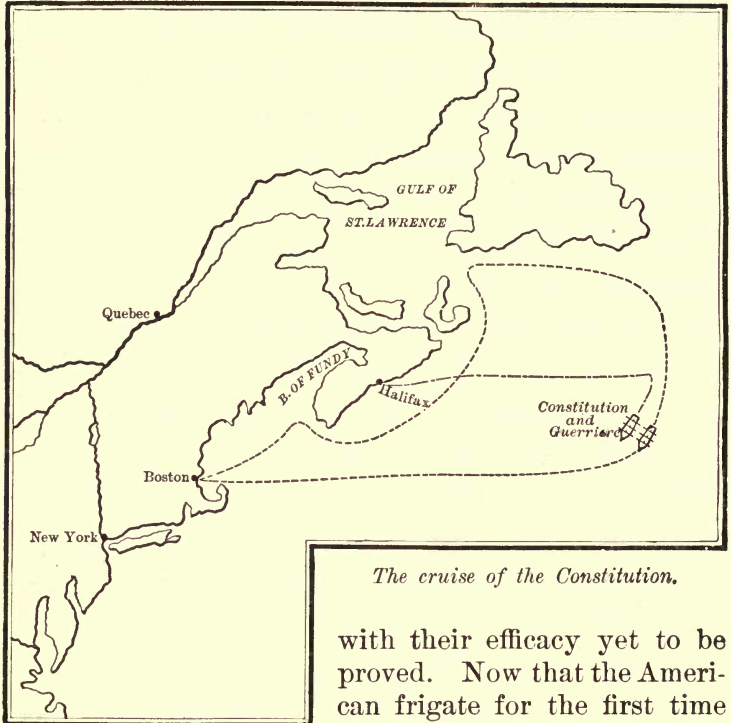 GULF OF
ST.LAWRENCE
Quebec
B. OF FUNDY
Halifax
Constitution
and
Guerriere
Boston
New York
The cruise of the Constitution.
with their efficacy yet to be
proved. Now that the Ameri-
can frigate for the first time